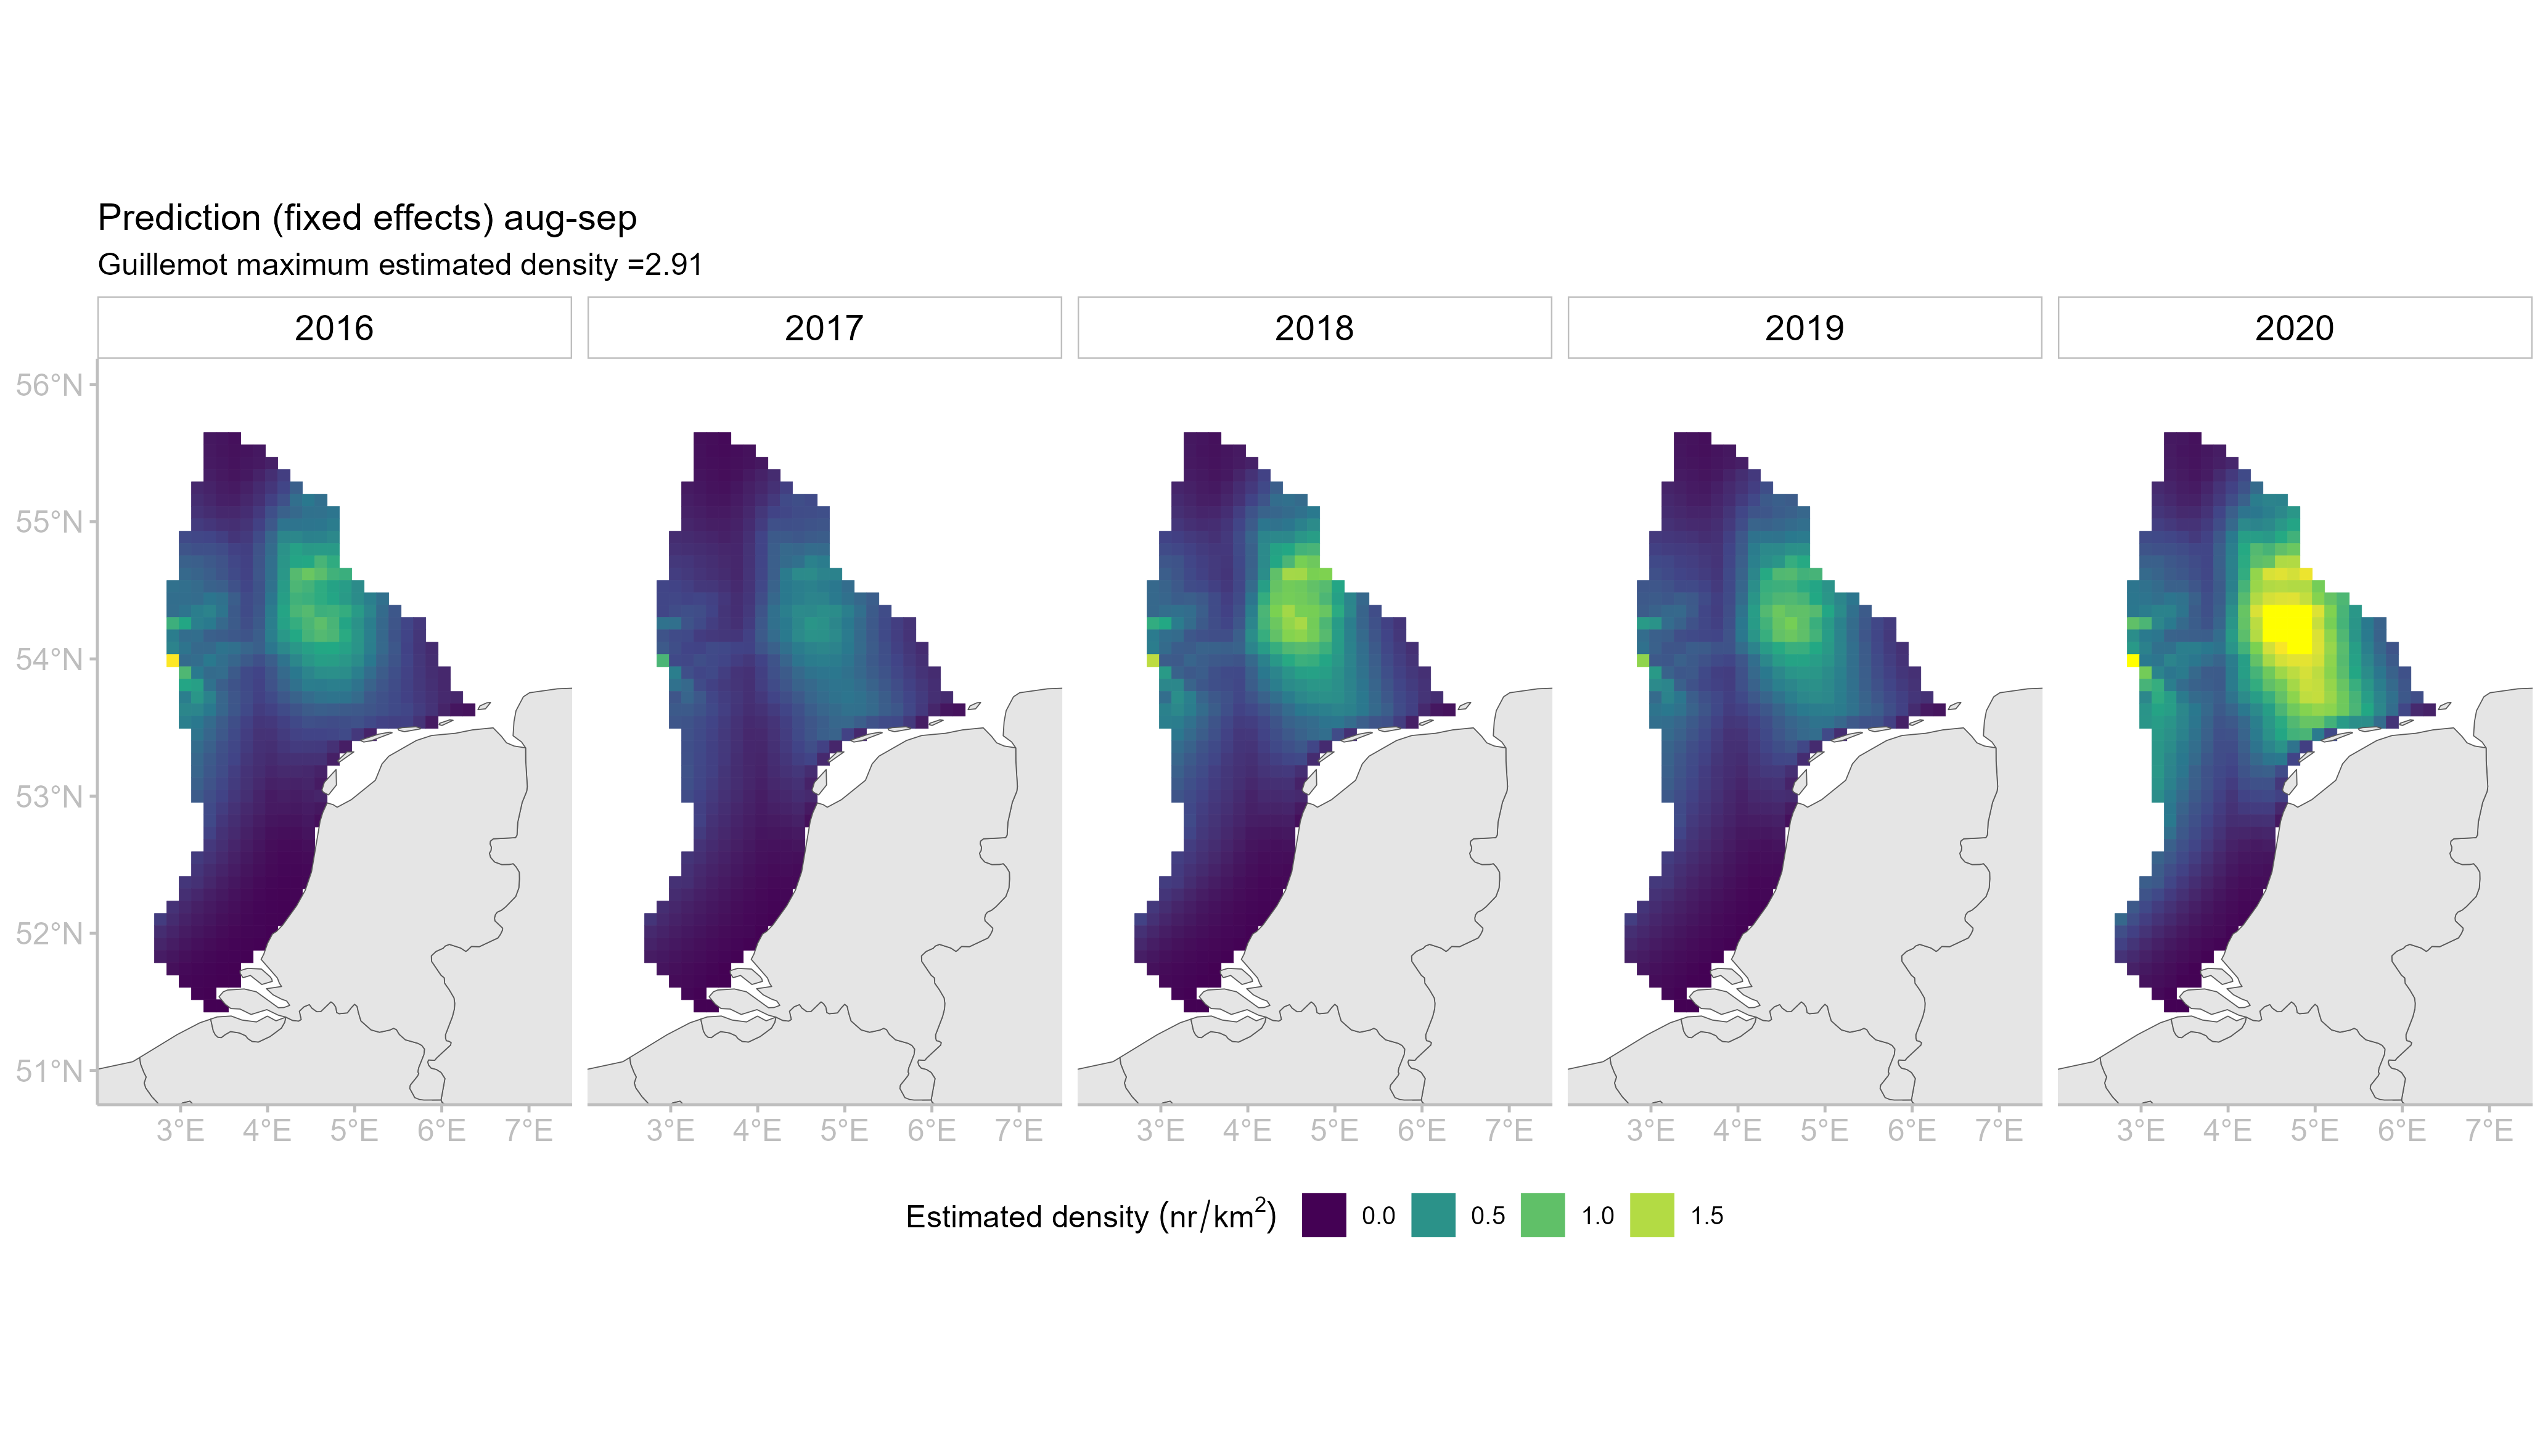 Prediction (fixed effects) aug-sep
Guillemot maximum estimated density =2.91
2016 2017 2018 2019 2020
56°N
55°N
54°N
53°N
52°N
51°N
3°E 4°E 5°E 6°E 7°E 3°E 4°E 5°E 6°E 7°E 3°E 4°E 5°E 6°E 7°E 3°E 4°E 5°E 6°E 7°E 3°E 4°E 5°E 6°E 7°E
Estimated density (nr/km²) 0.0 0.5 1.0 1.5